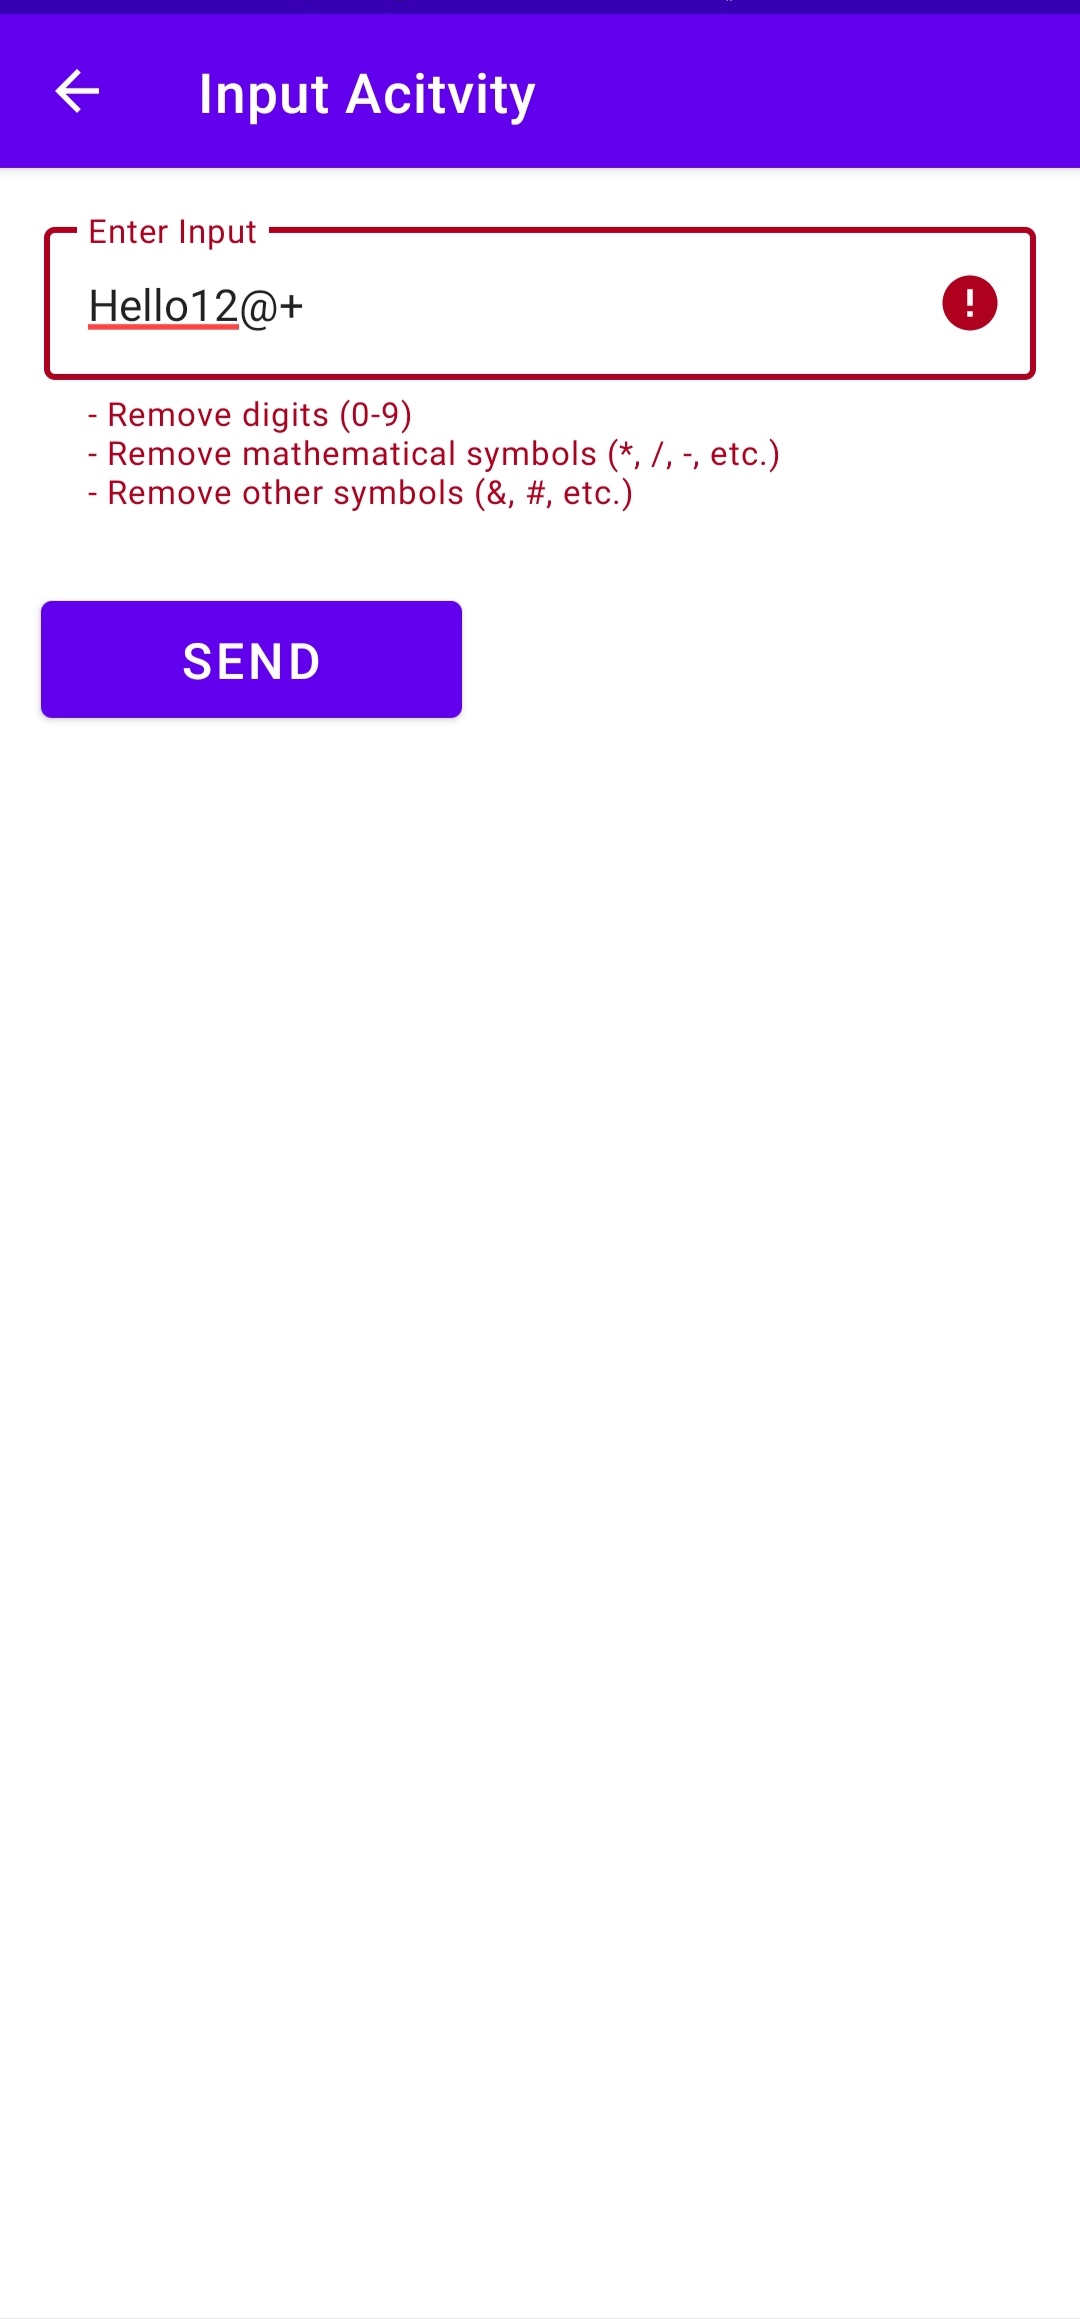 Input Acitvity
Enter Input
Hello12@+
- Remove digits (0-9)
- Remove mathematical symbols (*, /, -, etc.)
- Remove other symbols (&, #, etc.)
SEND